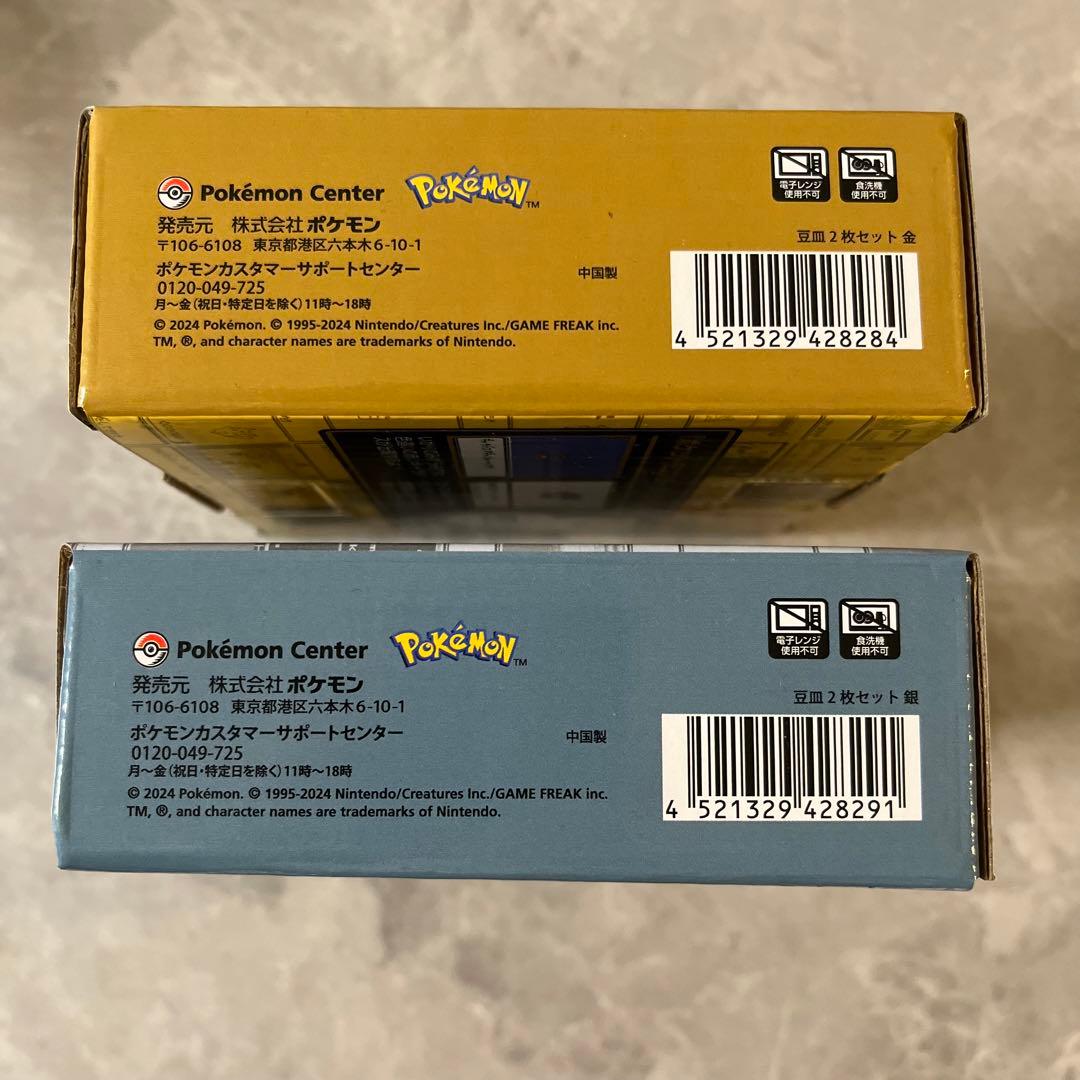 Pokémon Center POKéMON TM
発売元 株式会社ポケモン
〒106-6108 東京都港区六本木6-10-1
ポケモンカスタマーサポートセンター
0120-049-725
月〜金(祝日・特定日を除く)11時〜18時
© 2024 Pokémon. © 1995-2024 Nintendo/Creatures Inc./GAME FREAK inc.
TM, ®, and character names are trademarks of Nintendo.
中国製
電子レンジ
使用不可
食洗機
使用不可
豆皿2枚セット 金
4 521329 428284
Pokémon Center POKéMON TM
発売元 株式会社ポケモン
〒106-6108 東京都港区六本木6-10-1
ポケモンカスタマーサポートセンター
0120-049-725
月〜金(祝日・特定日を除く)11時〜18時
© 2024 Pokémon. © 1995-2024 Nintendo/Creatures Inc./GAME FREAK inc.
TM, ®, and character names are trademarks of Nintendo.
中国製
電子レンジ
使用不可
食洗機
使用不可
豆皿2枚セット 銀
4 521329 428291